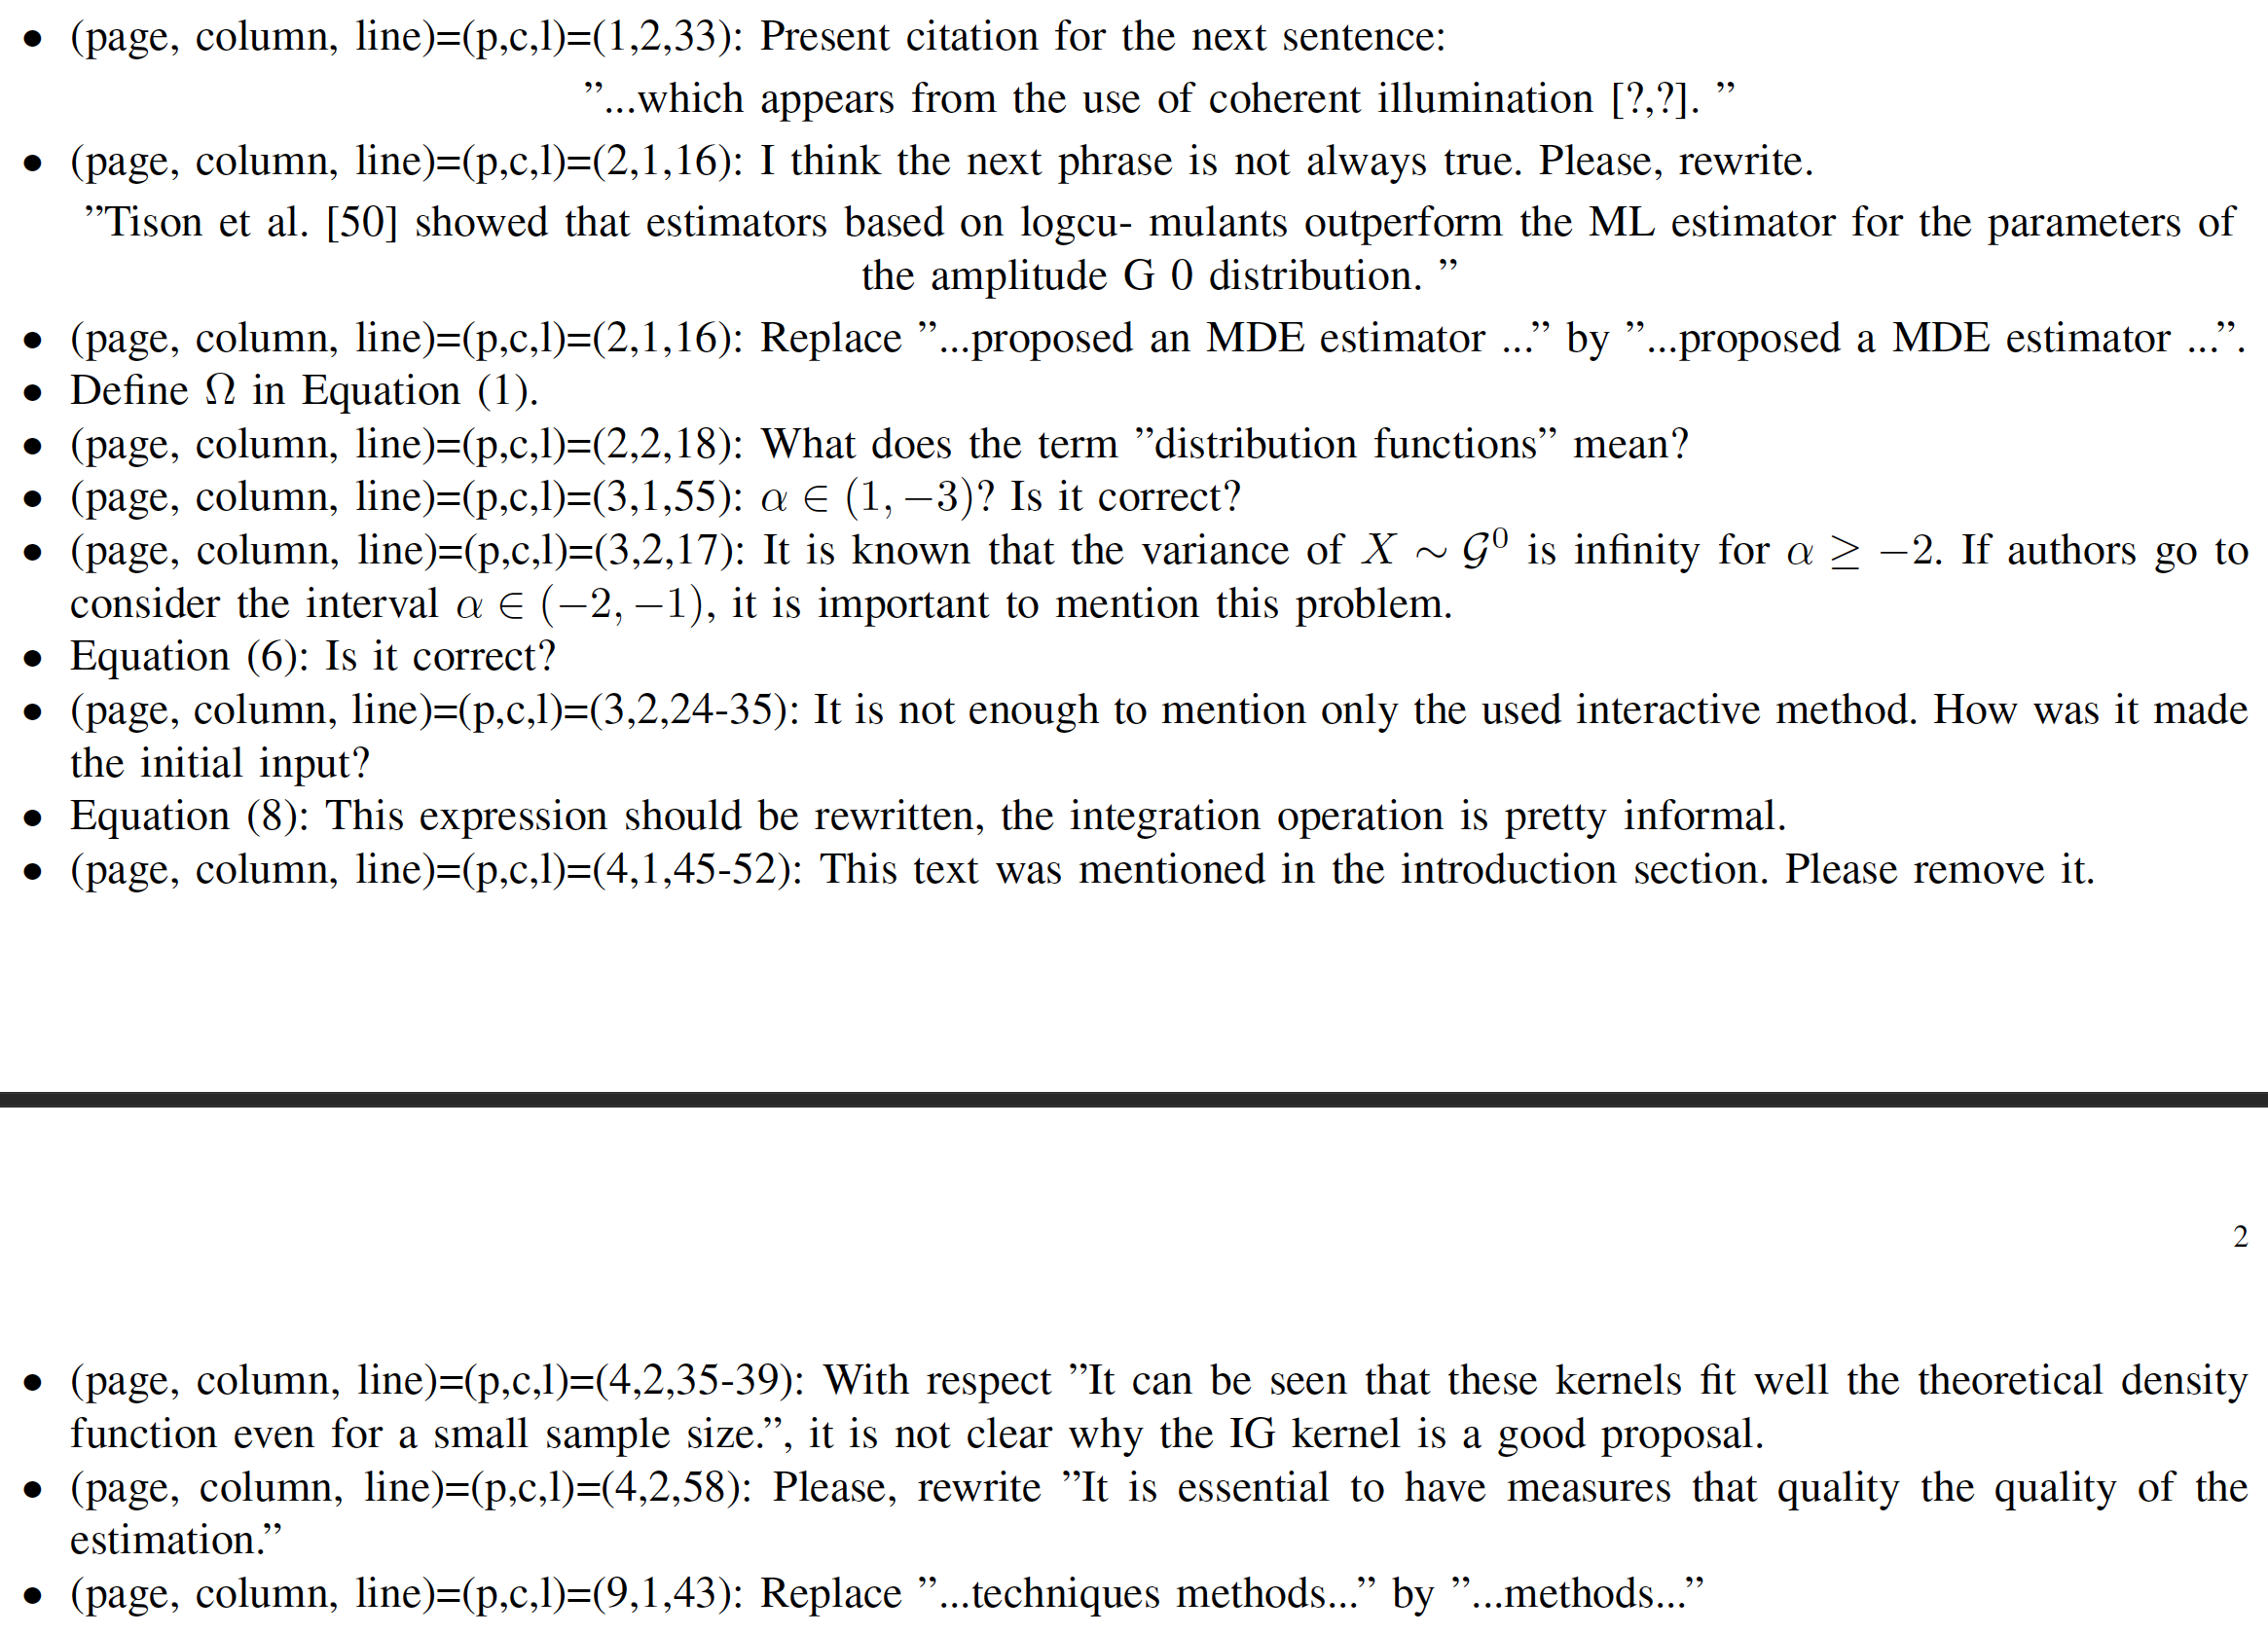 • (page, column, line)=(p,c,l)=(1,2,33): Present citation for the next sentence:
”...which appears from the use of coherent illumination [?,?]. ”
• (page, column, line)=(p,c,l)=(2,1,16): I think the next phrase is not always true. Please, rewrite.
”Tison et al. [50] showed that estimators based on logcu- mulants outperform the ML estimator for the parameters of
the amplitude G 0 distribution. ”
• (page, column, line)=(p,c,l)=(2,1,16): Replace ”...proposed an MDE estimator ...” by ”...proposed a MDE estimator ...”.
• Define Ω in Equation (1).
• (page, column, line)=(p,c,l)=(2,2,18): What does the term ”distribution functions” mean?
• (page, column, line)=(p,c,l)=(3,1,55): α ∈ (1, −3)? Is it correct?
• (page, column, line)=(p,c,l)=(3,2,17): It is known that the variance of X ∼ 𝒢⁰ is infinity for α ≥ −2. If authors go to
consider the interval α ∈ (−2, −1), it is important to mention this problem.
• Equation (6): Is it correct?
• (page, column, line)=(p,c,l)=(3,2,24-35): It is not enough to mention only the used interactive method. How was it made
the initial input?
• Equation (8): This expression should be rewritten, the integration operation is pretty informal.
• (page, column, line)=(p,c,l)=(4,1,45-52): This text was mentioned in the introduction section. Please remove it.
2
• (page, column, line)=(p,c,l)=(4,2,35-39): With respect ”It can be seen that these kernels fit well the theoretical density
function even for a small sample size.”, it is not clear why the IG kernel is a good proposal.
• (page, column, line)=(p,c,l)=(4,2,58): Please, rewrite ”It is essential to have measures that quality the quality of the
estimation.”
• (page, column, line)=(p,c,l)=(9,1,43): Replace ”...techniques methods...” by ”...methods...”